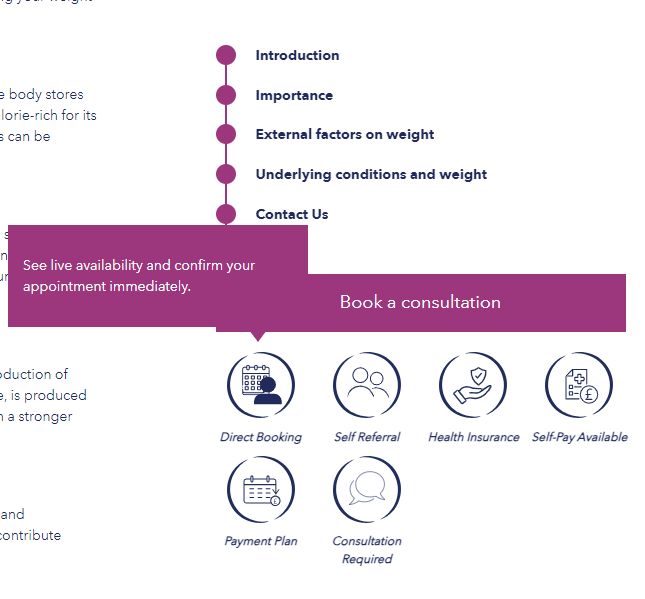 your weight
body stores
calorie-rich for its
can be
Introduction
Importance
External factors on weight
Underlying conditions and weight
Contact Us
See live availability and confirm your
appointment immediately.
Book a consultation
Direct Booking
Self Referral
Health Insurance
Self-Pay Available
£
£
of
, is produced
a stronger
Payment Plan
Consultation
Required
and
contribute